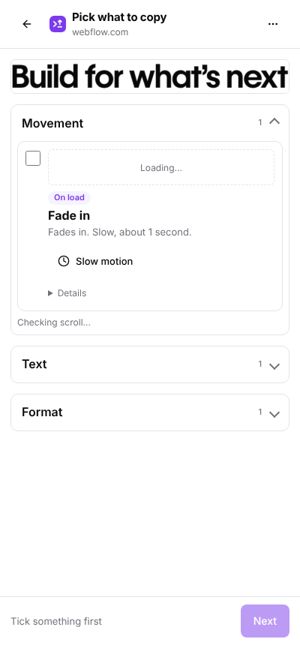 Pick what to copy
webflow.com
Build for what’s next
Movement 1
Loading...
On load
Fade in
Fades in. Slow, about 1 second.
Slow motion
Details
Checking scroll...
Text 1
Format 1
Tick something first
Next